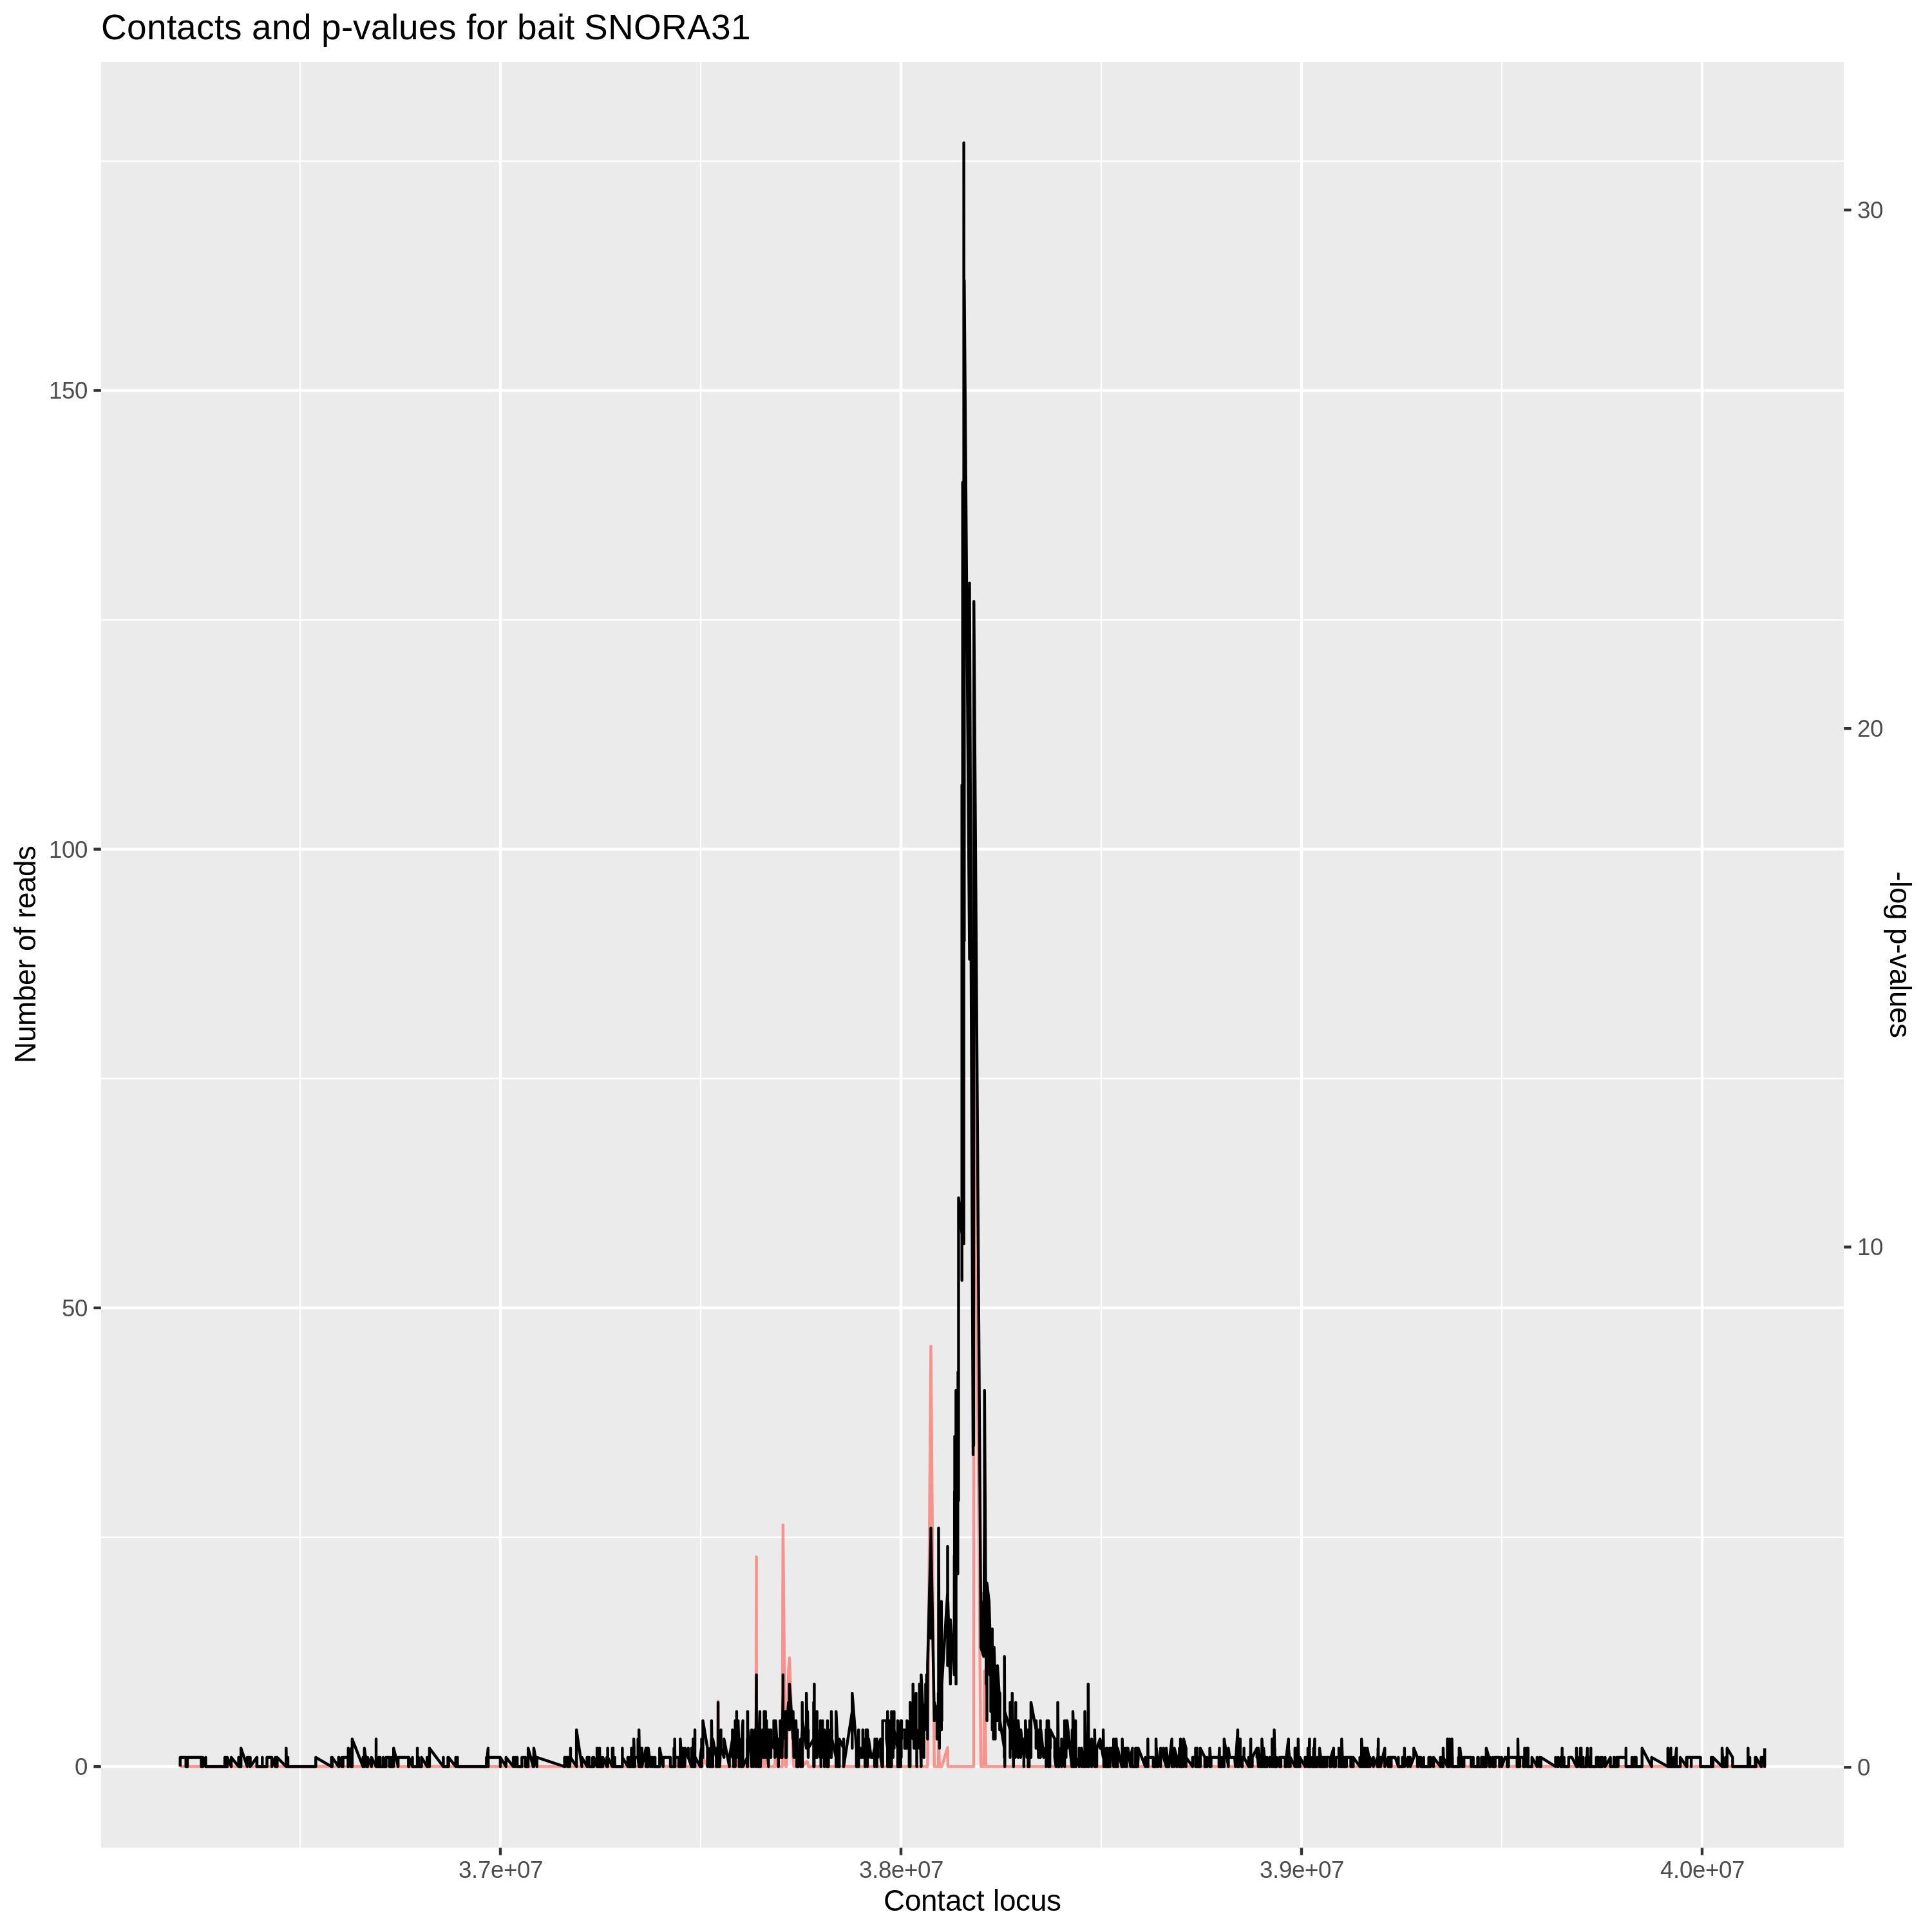 Contacts and p-values for bait SNORA31
150
100
50
0
Number of reads
30
20
10
0
-log p-values
3.7e+07 3.8e+07 3.9e+07 4.0e+07
Contact locus